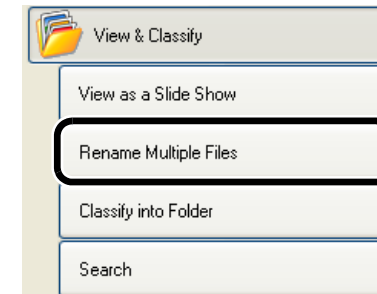 View & Classify
View as a Slide Show
Rename Multiple Files
Classify into Folder
Search